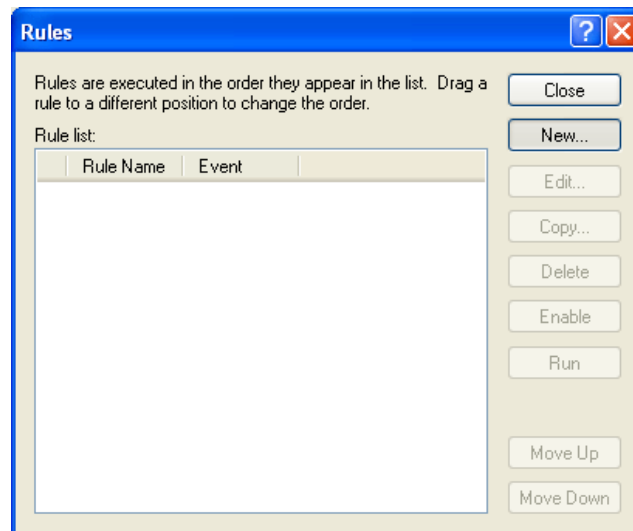 Rules
Rules are executed in the order they appear in the list. Drag a
rule to a different position to change the order.
Rule list:
Rule Name Event
Close
New...
Edit...
Copy...
Delete
Enable
Run
Move Up
Move Down